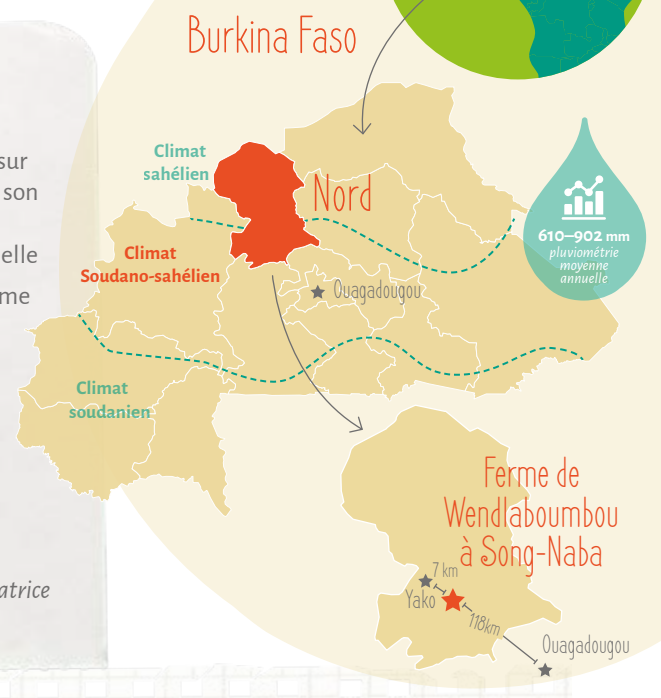 Burkina Faso
sur
son
elle
me
atrice
Climat
sahélien
Nord
610–902 mm
pluviométrie
moyenne
annuelle
Climat
Soudano-sahélien
Ouagadougou
Climat
soudanien
Ferme de
Wendlaboumbou
à Song-Naba
7 km
Yako
118km
Ouagadougou